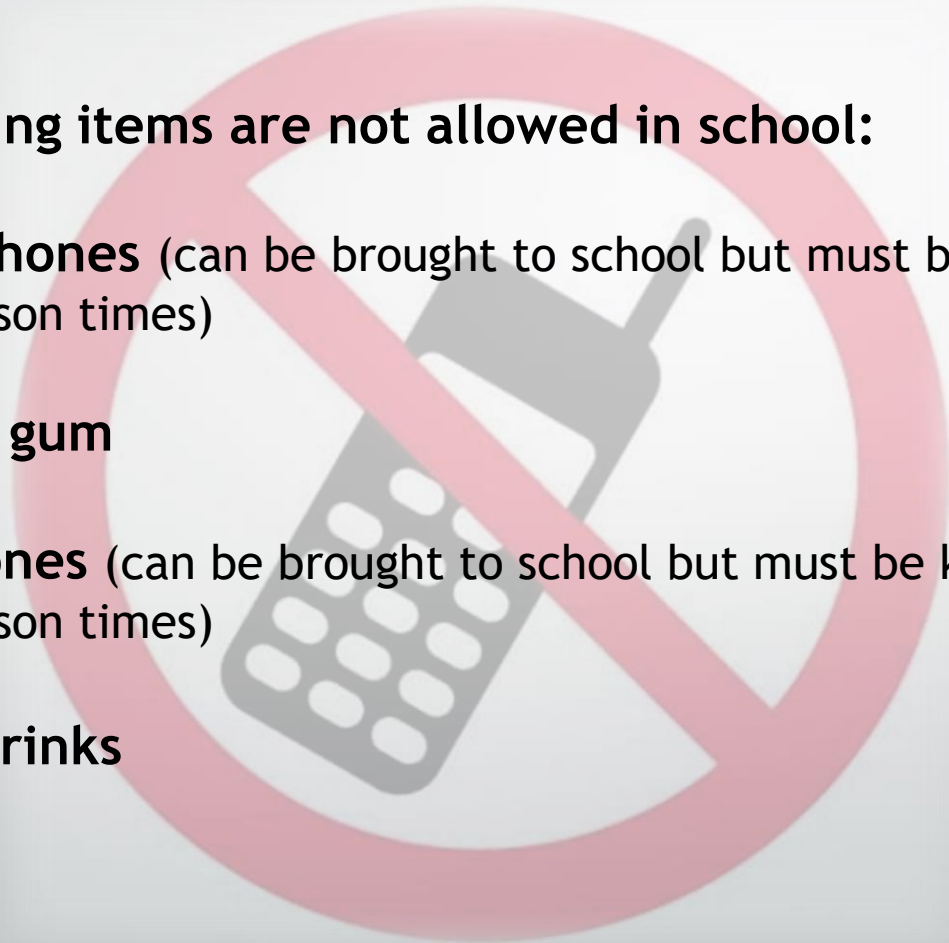 ng items are not allowed in school:
hones (can be brought to school but must b
son times)
gum
nes (can be brought to school but must be k
son times)
rinks